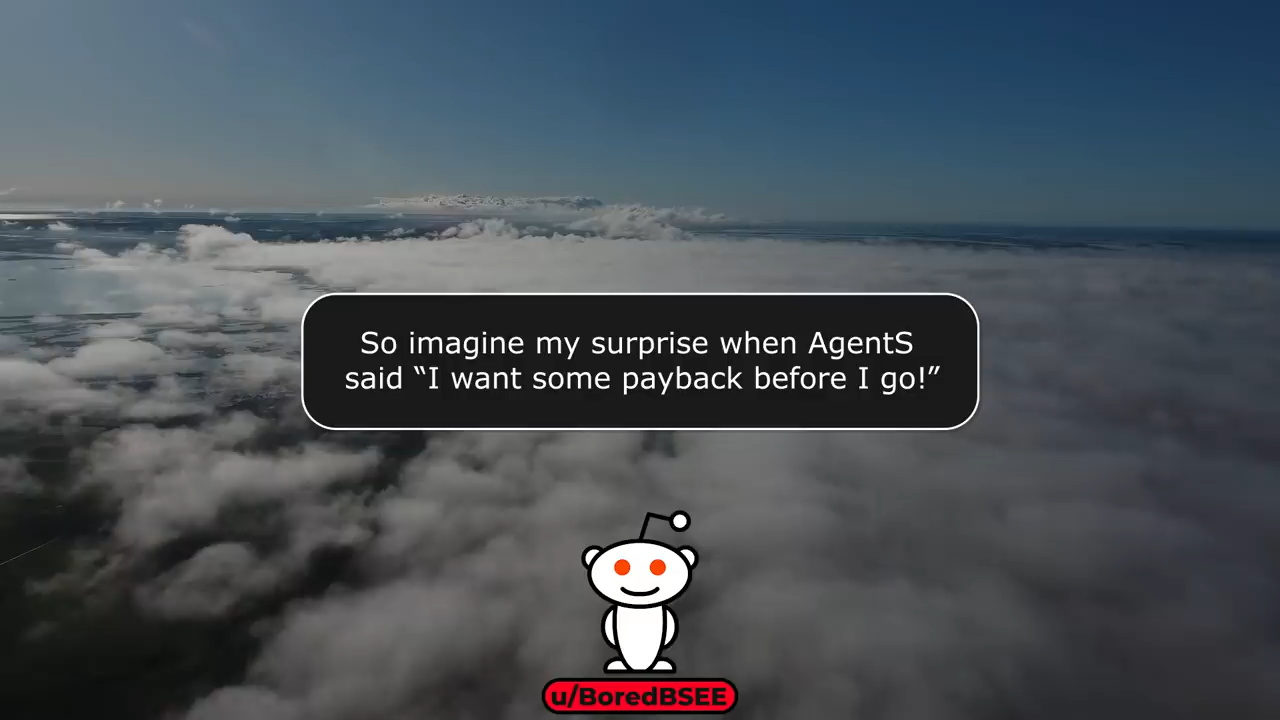 So imagine my surprise when AgentS
said “I want some payback before I go!”
u/BoredBSEE